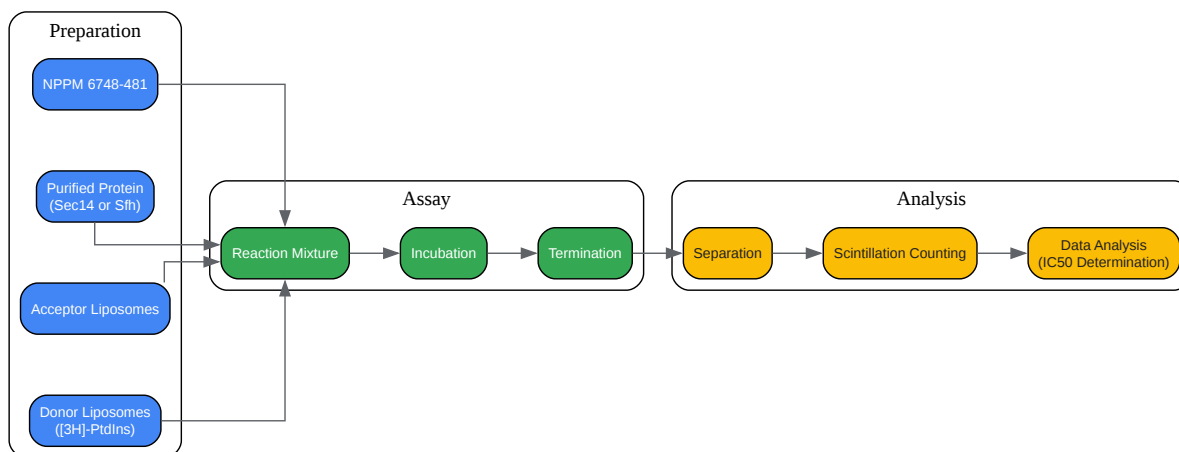 Preparation
NPPM 6748-481
Purified Protein
(Sec14 or Sfh)
Acceptor Liposomes
Donor Liposomes
([3H]-PtdIns)
Assay
Reaction Mixture
Incubation
Termination
Analysis
Separation
Scintillation Counting
Data Analysis
(IC50 Determination)